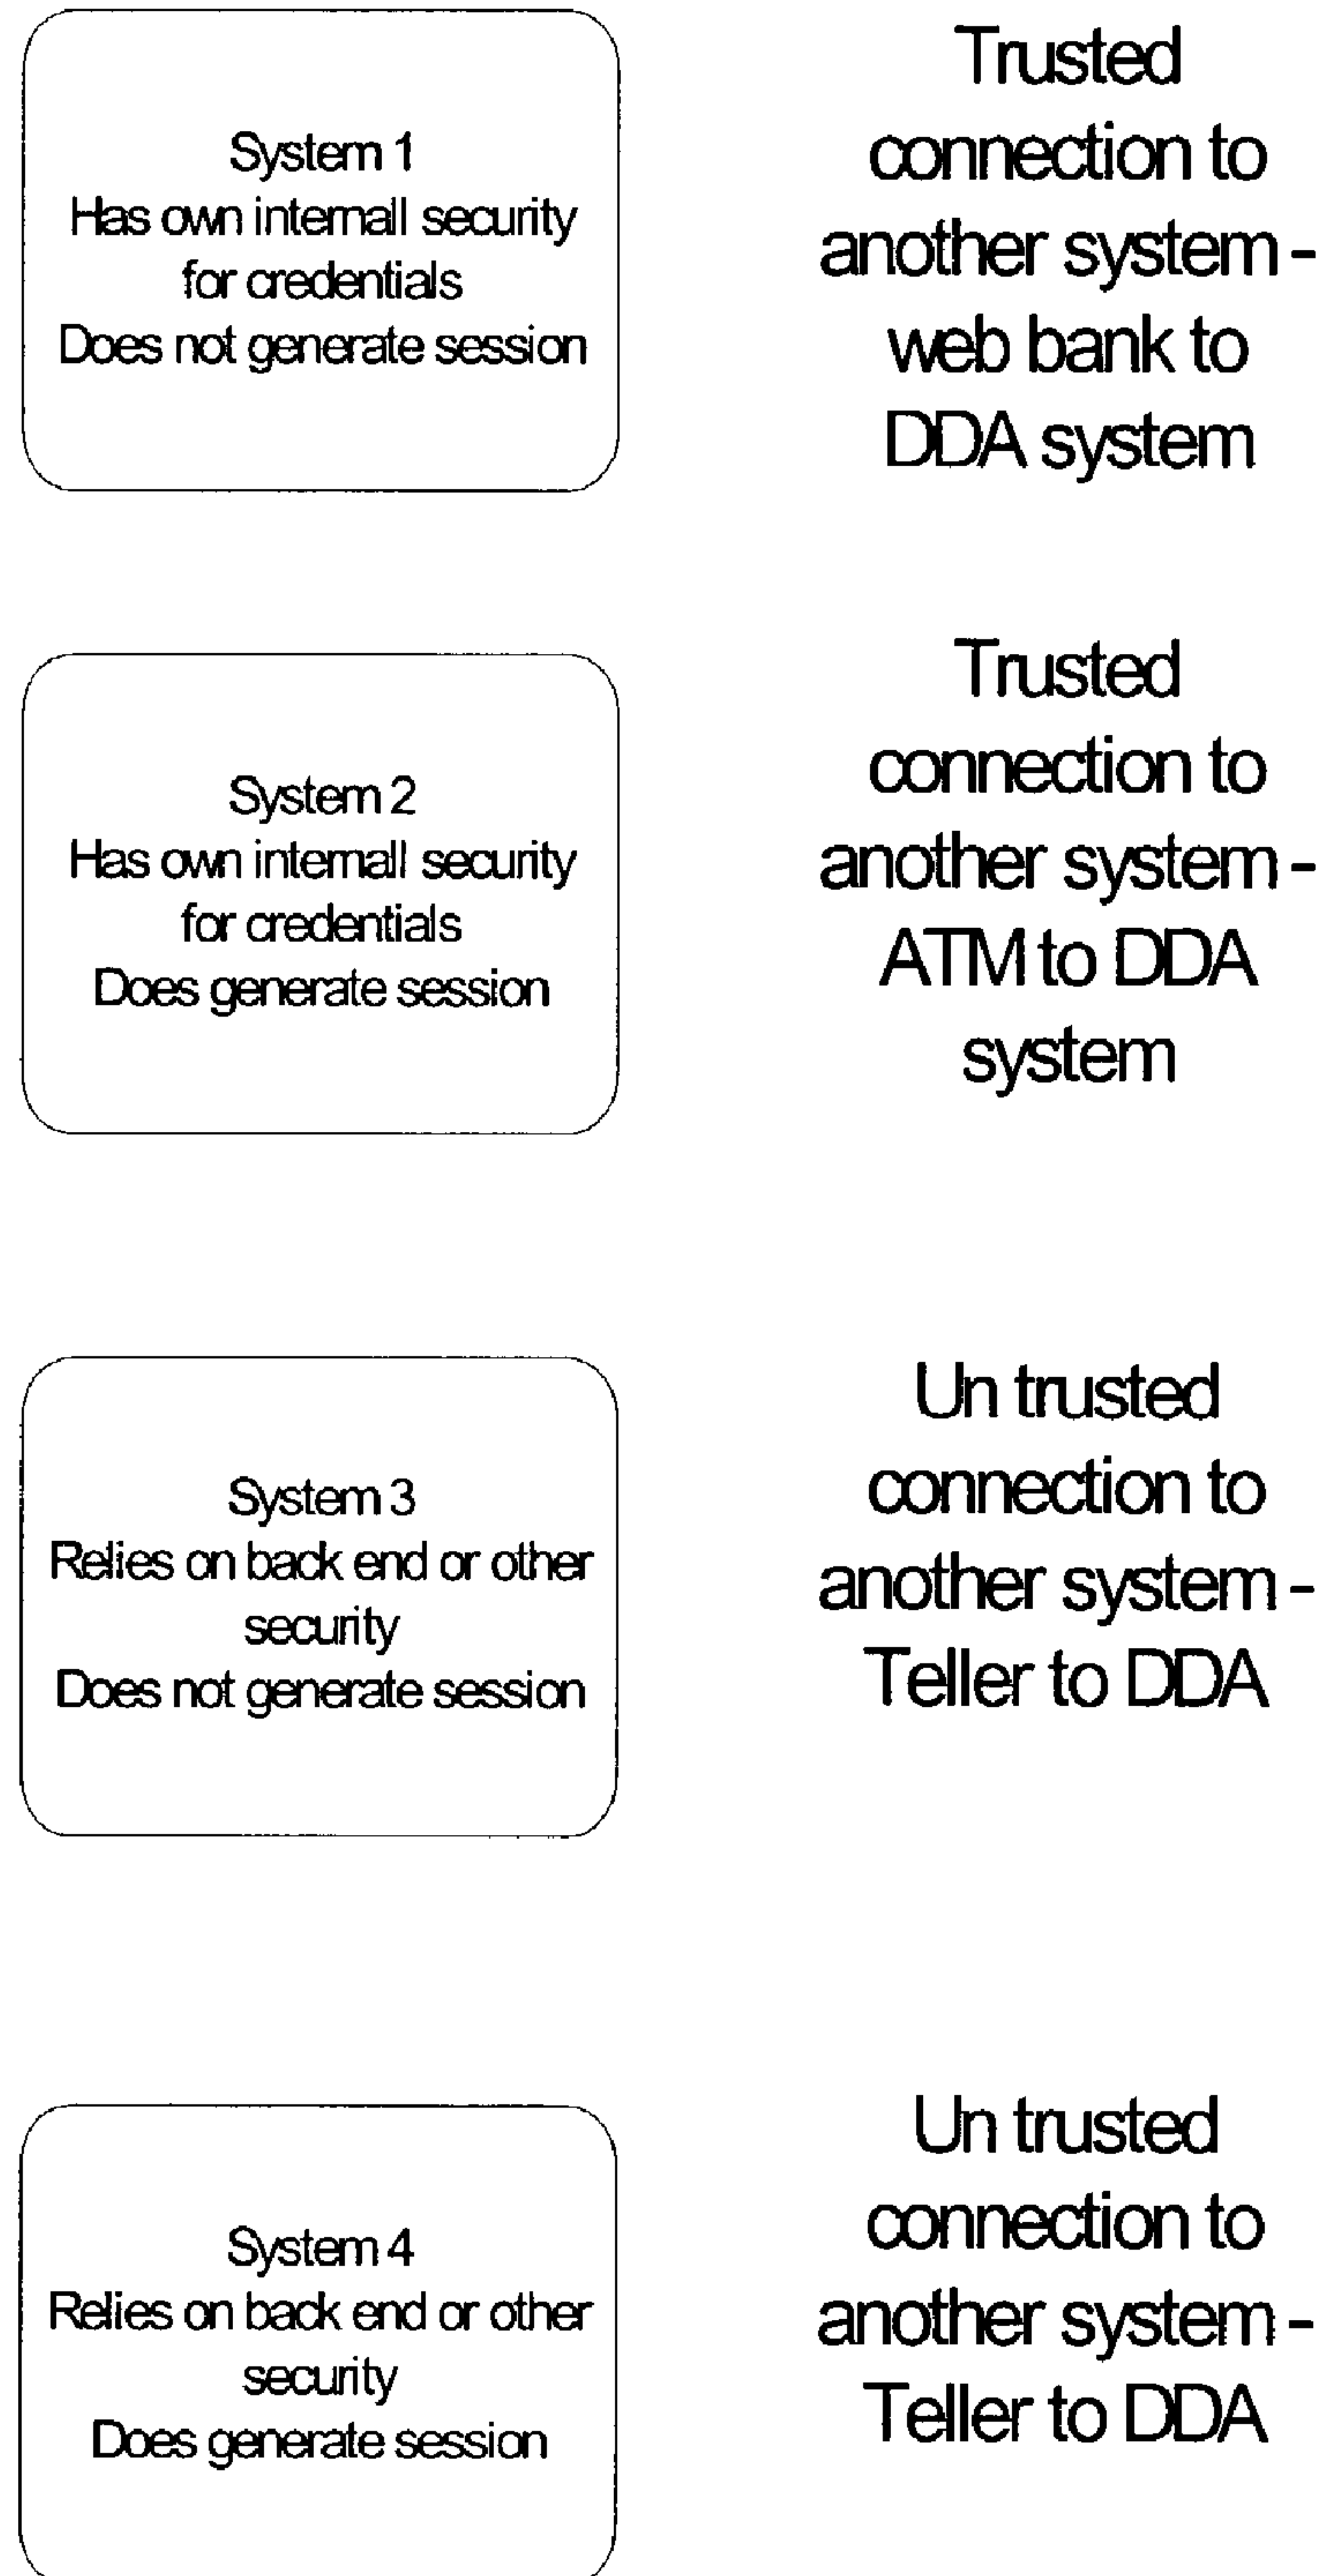 System 1
Has own internall security
for credentials
Does not generate session
Trusted
connection to
another system -
web bank to
DDA system
System 2
Has own internall security
for credentials
Does generate session
Trusted
connection to
another system -
ATM to DDA
system
System 3
Relies on back end or other
security
Does not generate session
Un trusted
connection to
another system -
Teller to DDA
System 4
Relies on back end or other
security
Does generate session
Un trusted
connection to
another system -
Teller to DDA